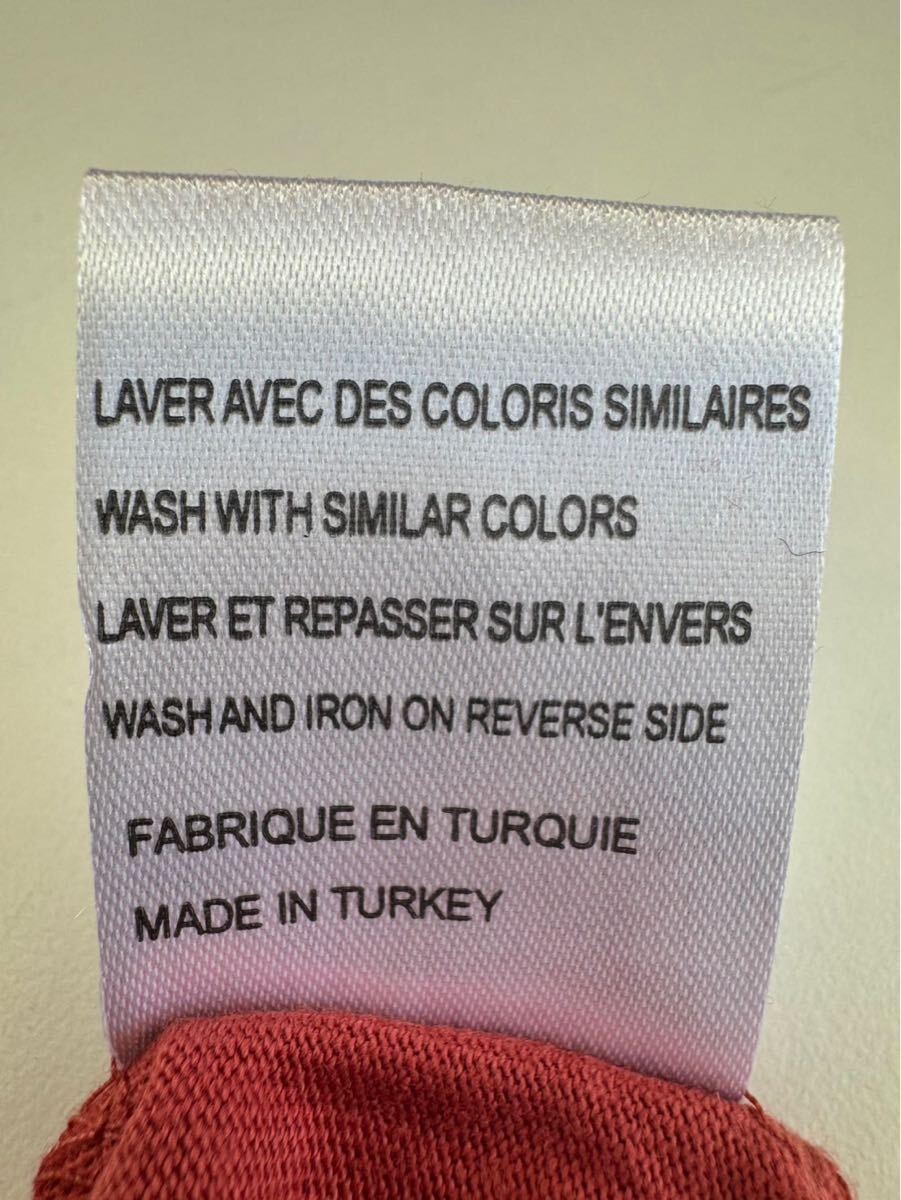 LAVER AVEC DES COLORIS SIMILAIRES
WASH WITH SIMILAR COLORS
LAVER ET REPASSER SUR L'ENVERS
WASH AND IRON ON REVERSE SIDE
FABRIQUE EN TURQUIE
MADE IN TURKEY